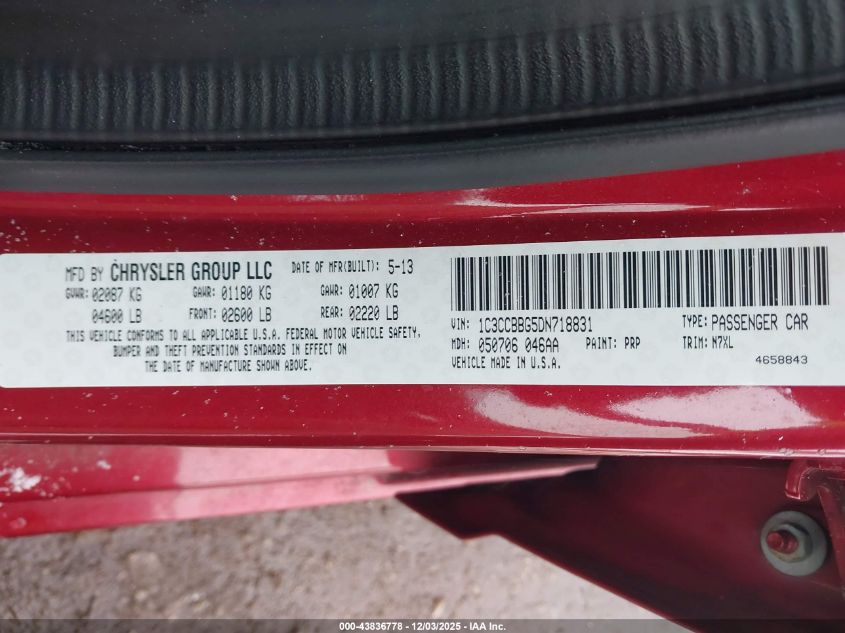 MFD BY CHRYSLER GROUP LLC DATE OF MFR(BUILT): 5-13
GVWR: 02087 KG GAWR: 01180 KG GAWR: 01007 KG
04600 LB FRONT: 02600 LB REAR: 02220 LB
THIS VEHICLE CONFORMS TO ALL APPLICABLE U.S.A. FEDERAL MOTOR VEHICLE SAFETY,
BUMPER AND THEFT PREVENTION STANDARDS IN EFFECT ON
THE DATE OF MANUFACTURE SHOWN ABOVE.
VIN: 1C3CCBBG5DN718831 TYPE: PASSENGER CAR
MDH: 050706 046AA PAINT: PRP TRIM: N7XL
VEHICLE MADE IN U.S.A. 4658843
000-43836778 - 12/03/2025 - IAA Inc.